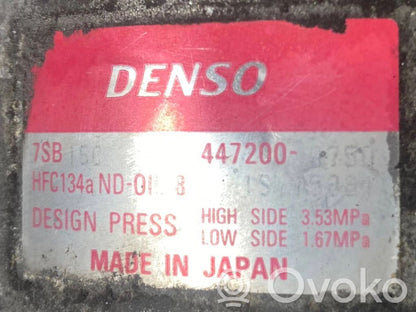 DENSO
7SB 447200-
HFC134a ND-OIL 8
DESIGN PRESS HIGH SIDE 3.53MPa
LOW SIDE 1.67MPa
MADE IN JAPAN
Ovoko